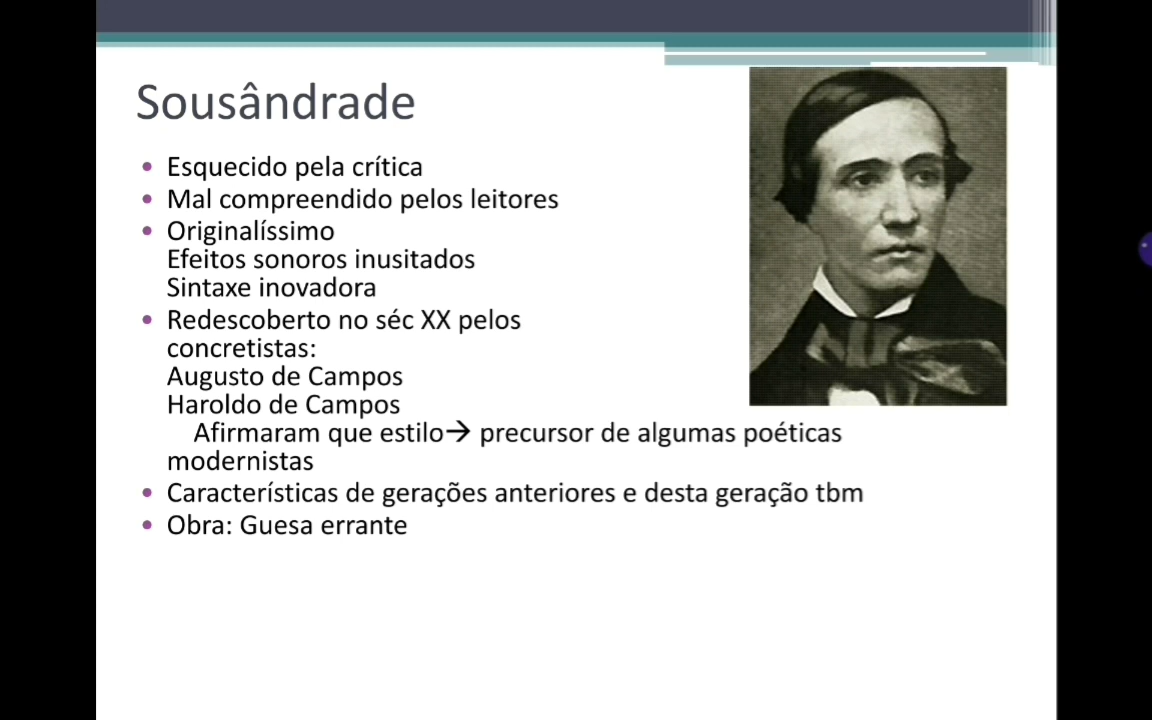 Sousândrade
• Esquecido pela crítica
• Mal compreendido pelos leitores
• Originalíssimo
Efeitos sonoros inusitados
Sintaxe inovadora
• Redescoberto no séc XX pelos
concretistas:
Augusto de Campos
Haroldo de Campos
Afirmaram que estilo→ precursor de algumas poéticas
modernistas
• Características de gerações anteriores e desta geração tbm
• Obra: Guesa errante